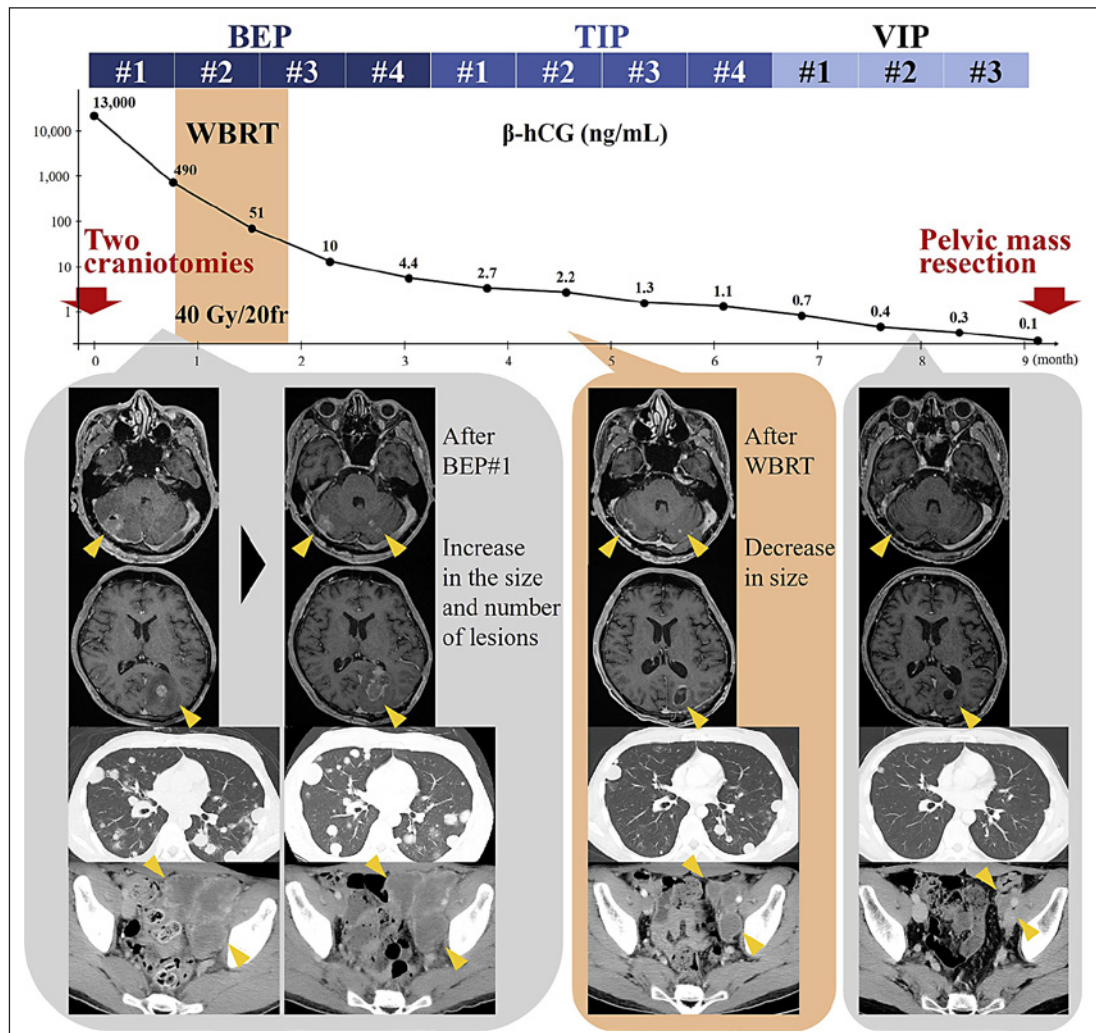 BEP TIP VIP
#1 #2 #3 #4 #1 #2 #3 #4 #1 #2 #3
13,000
10,000
WBRT
β-hCG (ng/mL)
1,000
490
100
51
Two
craniotomies
Pelvic mass
resection
10
10
4.4
2.7
2.2
1.3
1.1
0.7
0.4
0.3
0.1
1
40 Gy/20fr
0 1 2 3 4 5 6 7 8 9 (month)
After
BEP#1
Increase
in the size
and number
of lesions
After
WBRT
Decrease
in size